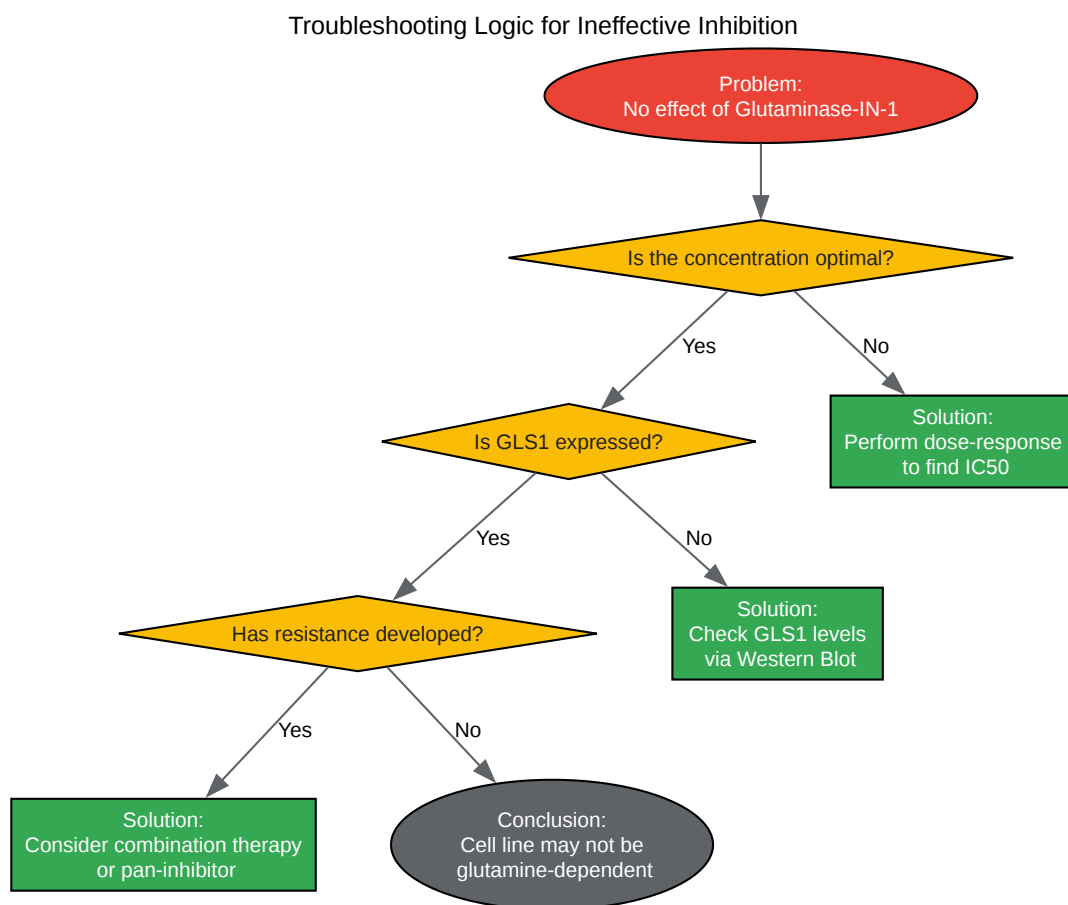 Troubleshooting Logic for Ineffective Inhibition
Problem:
No effect of Glutaminase-IN-1
Is the concentration optimal?
Yes
No
Is GLS1 expressed?
Solution:
Perform dose-response
to find IC50
Yes
No
Has resistance developed?
Solution:
Check GLS1 levels
via Western Blot
Yes
No
Solution:
Consider combination therapy
or pan-inhibitor
Conclusion:
Cell line may not be
glutamine-dependent